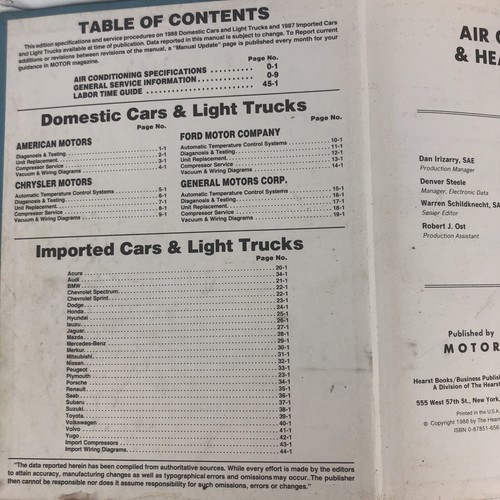 TABLE OF CONTENTS
This edition specifications and service procedures on 1988 Domestic Cars and Light Trucks and 1987 Imported Cars
and Light Trucks available at time of publication. Data reported in this manual is subject to change. To Report current
additions or revisions between revisions of the manual, a "Manual Update" page is published every month for your
guidance in MOTOR magazine.
Page No.
AIR CONDITIONING SPECIFICATIONS .......... 0-1
GENERAL SERVICE INFORMATION .......... 0-9
LABOR TIME GUIDE .......... 45-1
Domestic Cars & Light Trucks
Page No.
AMERICAN MOTORS
Diagnosis & Testing .......... 1-1
Unit Replacement .......... 2-1
Compressor Service .......... 3-1
Vacuum & Wiring Diagrams .......... 4-1
CHRYSLER MOTORS
Automatic Temperature Control Systems .......... 5-1
Diagnosis & Testing .......... 6-1
Unit Replacement .......... 7-1
Compressor Service .......... 8-1
Vacuum & Wiring Diagrams .......... 9-1
Page No.
FORD MOTOR COMPANY
Automatic Temperature Control Systems .......... 10-1
Diagnosis & Testing .......... 11-1
Unit Replacement .......... 12-1
Compressor Service .......... 13-1
Vacuum & Wiring Diagrams .......... 14-1
GENERAL MOTORS CORP.
Automatic Temperature Control Systems .......... 15-1
Diagnosis & Testing .......... 16-1
Unit Replacement .......... 17-1
Compressor Service .......... 18-1
Vacuum & Wiring Diagrams .......... 19-1
Imported Cars & Light Trucks
Page No.
Acura .......... 20-1
Audi .......... 34-1
BMW .......... 21-1
Chevrolet Spectrum .......... 22-1
Chevrolet Sprint .......... 22-1
Dodge .......... 23-1
Honda .......... 24-1
Hyundai .......... 25-1
Isuzu .......... 26-1
Jaguar .......... 27-1
Mazda .......... 28-1
Mercedes-Benz .......... 29-1
Merkur .......... 30-1
Mitsubishi .......... 31-1
Nissan .......... 32-1
Peugeot .......... 33-1
Plymouth .......... 23-1
Porsche .......... 34-1
Renault .......... 35-1
Saab .......... 36-1
Subaru .......... 37-1
Suzuki .......... 38-1
Toyota .......... 39-1
Volkswagen .......... 40-1
Volvo .......... 41-1
Yugo .......... 42-1
Import Compressors .......... 43-1
Import Wiring Diagrams .......... 44-1
"The data reported herein has been compiled from authoritative sources. While every effort is made by the editors
to attain accuracy, manufacturing changes as well as typographical errors and omissions may occur. The publisher
then cannot be responsible nor does it assume responsibility for such omissions, errors or changes."
AIR C
& HEA
Dan Irizarry, SAE
Production Manager
Denver Steele
Manager, Electronic Data
Warren Schildknecht, SA
Senior Editor
Robert J. Ost
Production Assistant
Published by
MOTOR
Hearst Books/Business Publis
A Division of The Hearst
555 West 57th St., New York,
Printed in the U.S.A
© Copyright 1988 by The Hears
ISBN 0-87851-656